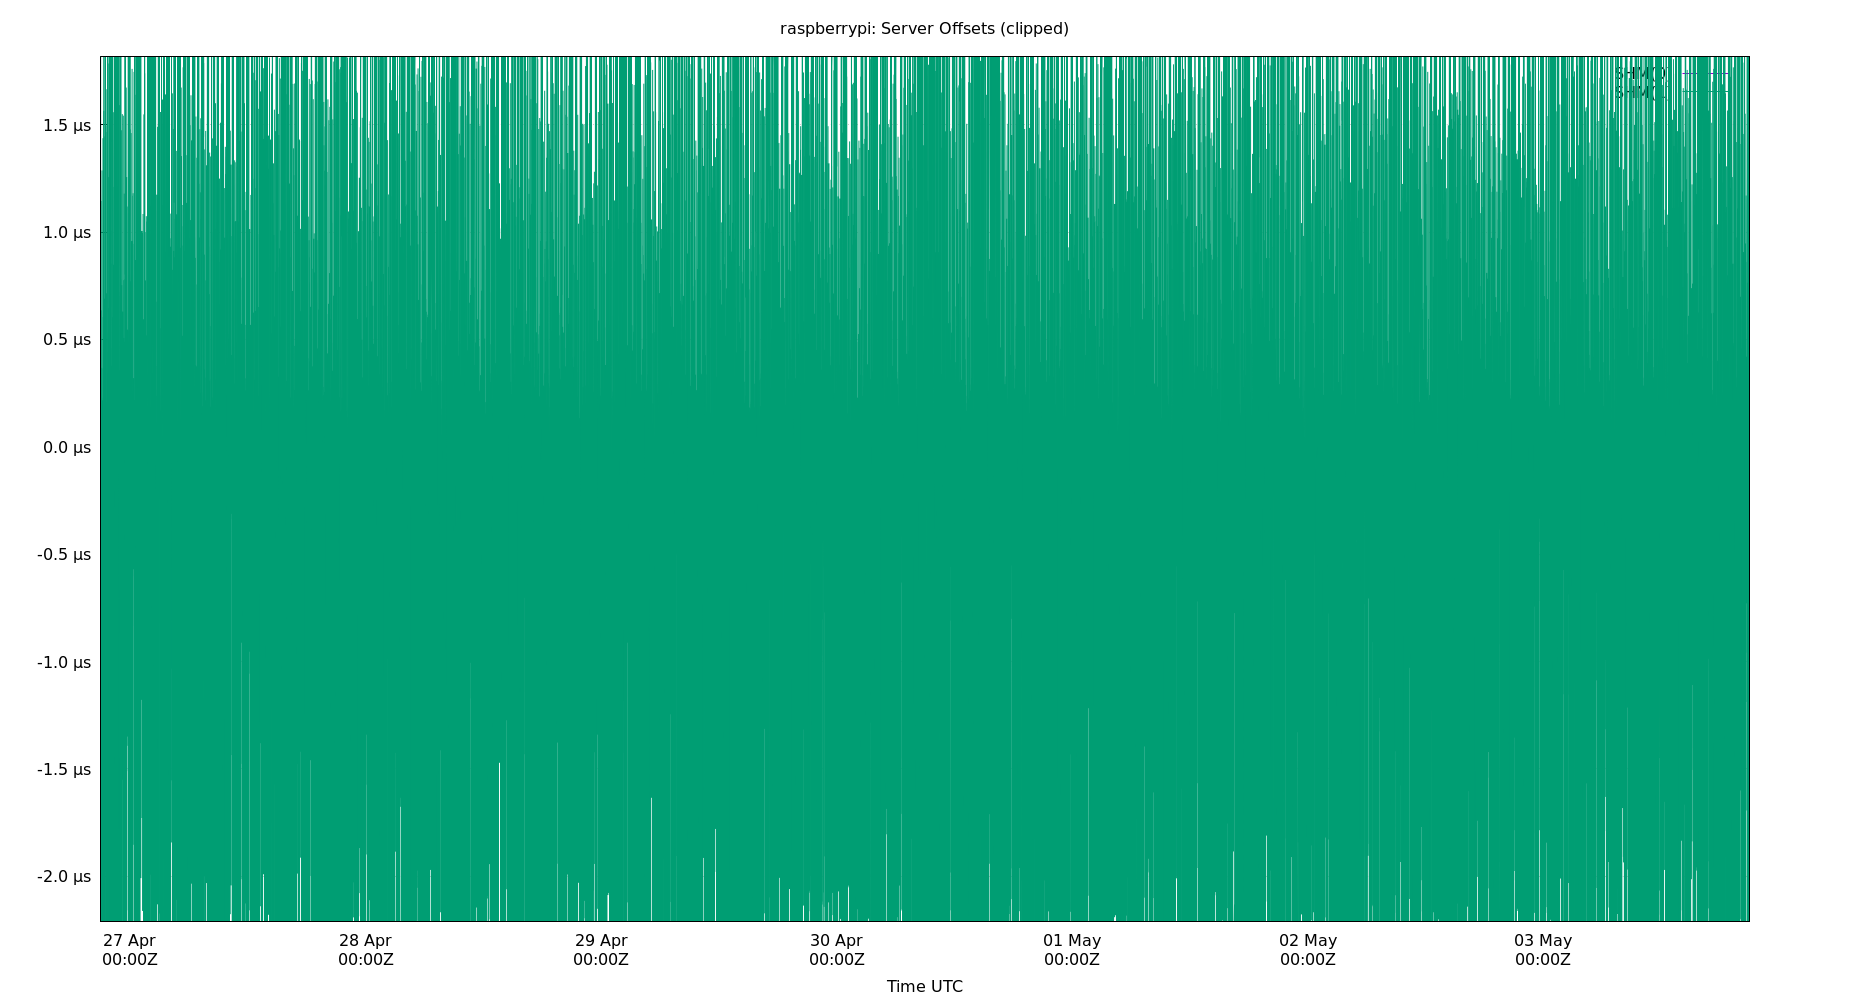 raspberrypi: Server Offsets (clipped)
1.5 µs
1.0 µs
0.5 µs
0.0 µs
-0.5 µs
-1.0 µs
-1.5 µs
-2.0 µs
27 Apr 28 Apr 29 Apr 30 Apr 01 May 02 May 03 May
00:00Z 00:00Z 00:00Z 00:00Z 00:00Z 00:00Z 00:00Z
Time UTC